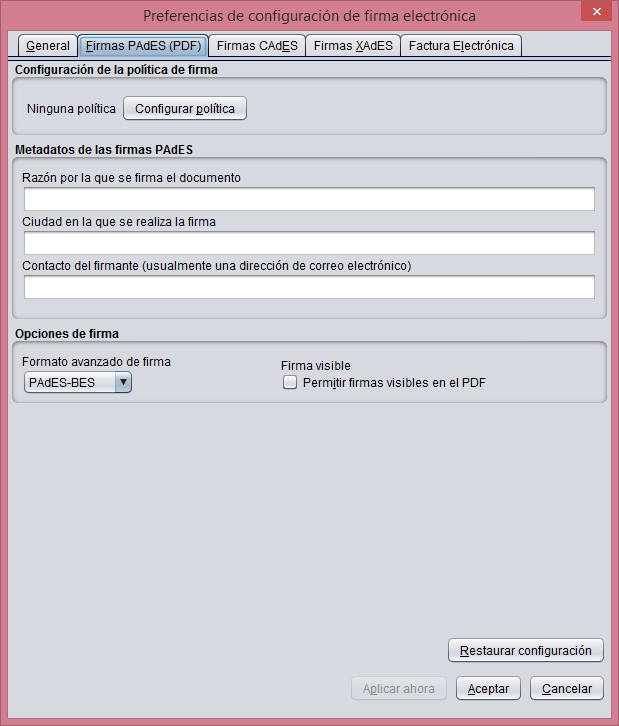 Preferencias de configuración de firma electrónica
General Firmas PAdES (PDF) Firmas CAdES Firmas XAdES Factura Electrónica
Configuración de la política de firma
Ninguna política Configurar política
Metadatos de las firmas PAdES
Razón por la que se firma el documento
Ciudad en la que se realiza la firma
Contacto del firmante (usualmente una dirección de correo electrónico)
Opciones de firma
Formato avanzado de firma Firma visible
PAdES-BES Permitir firmas visibles en el PDF
Restaurar configuración
Aplicar ahora Aceptar Cancelar